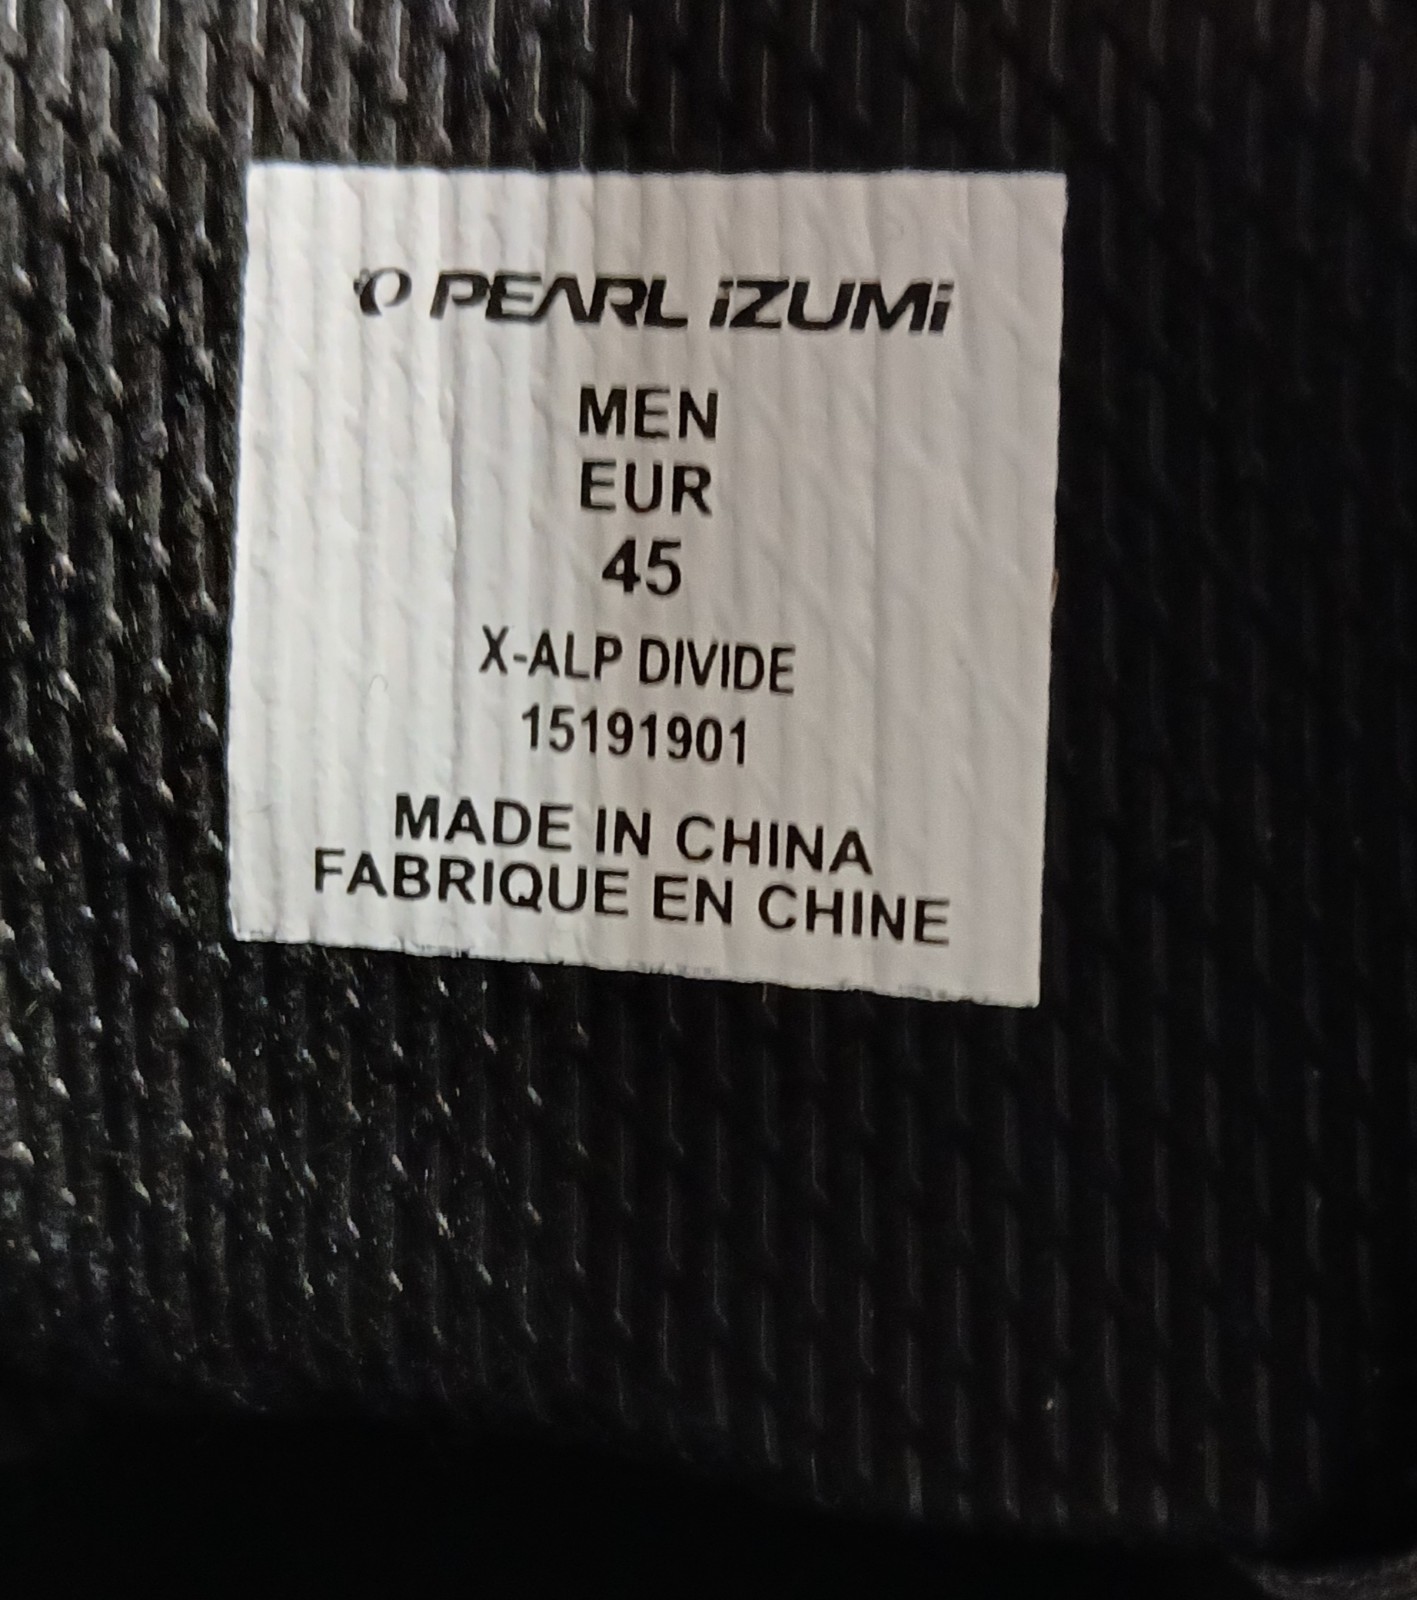 PEARL iZUMi
MEN
EUR
45
X-ALP DIVIDE
15191901
MADE IN CHINA
FABRIQUE EN CHINE